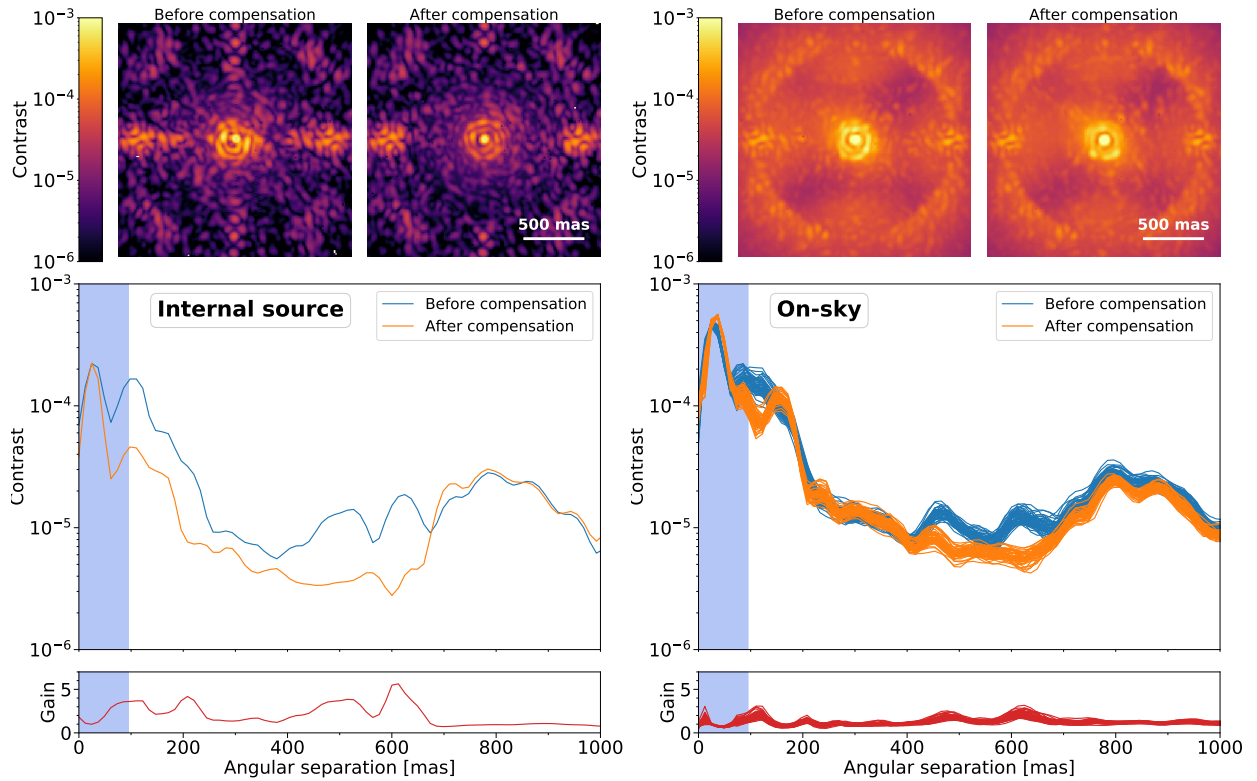 Before compensation
After compensation
Before compensation
After compensation
10⁻³
10⁻⁴
10⁻⁵
10⁻⁶
Contrast
500 mas
10⁻³
10⁻⁴
10⁻⁵
10⁻⁶
Contrast
500 mas
10⁻³
10⁻⁴
10⁻⁵
10⁻⁶
Contrast
Internal source
Before compensation
After compensation
10⁻³
10⁻⁴
10⁻⁵
10⁻⁶
Contrast
On-sky
Before compensation
After compensation
5
0
Gain
0 200 400 600 800 1000
Angular separation [mas]
5
0
Gain
0 200 400 600 800 1000
Angular separation [mas]